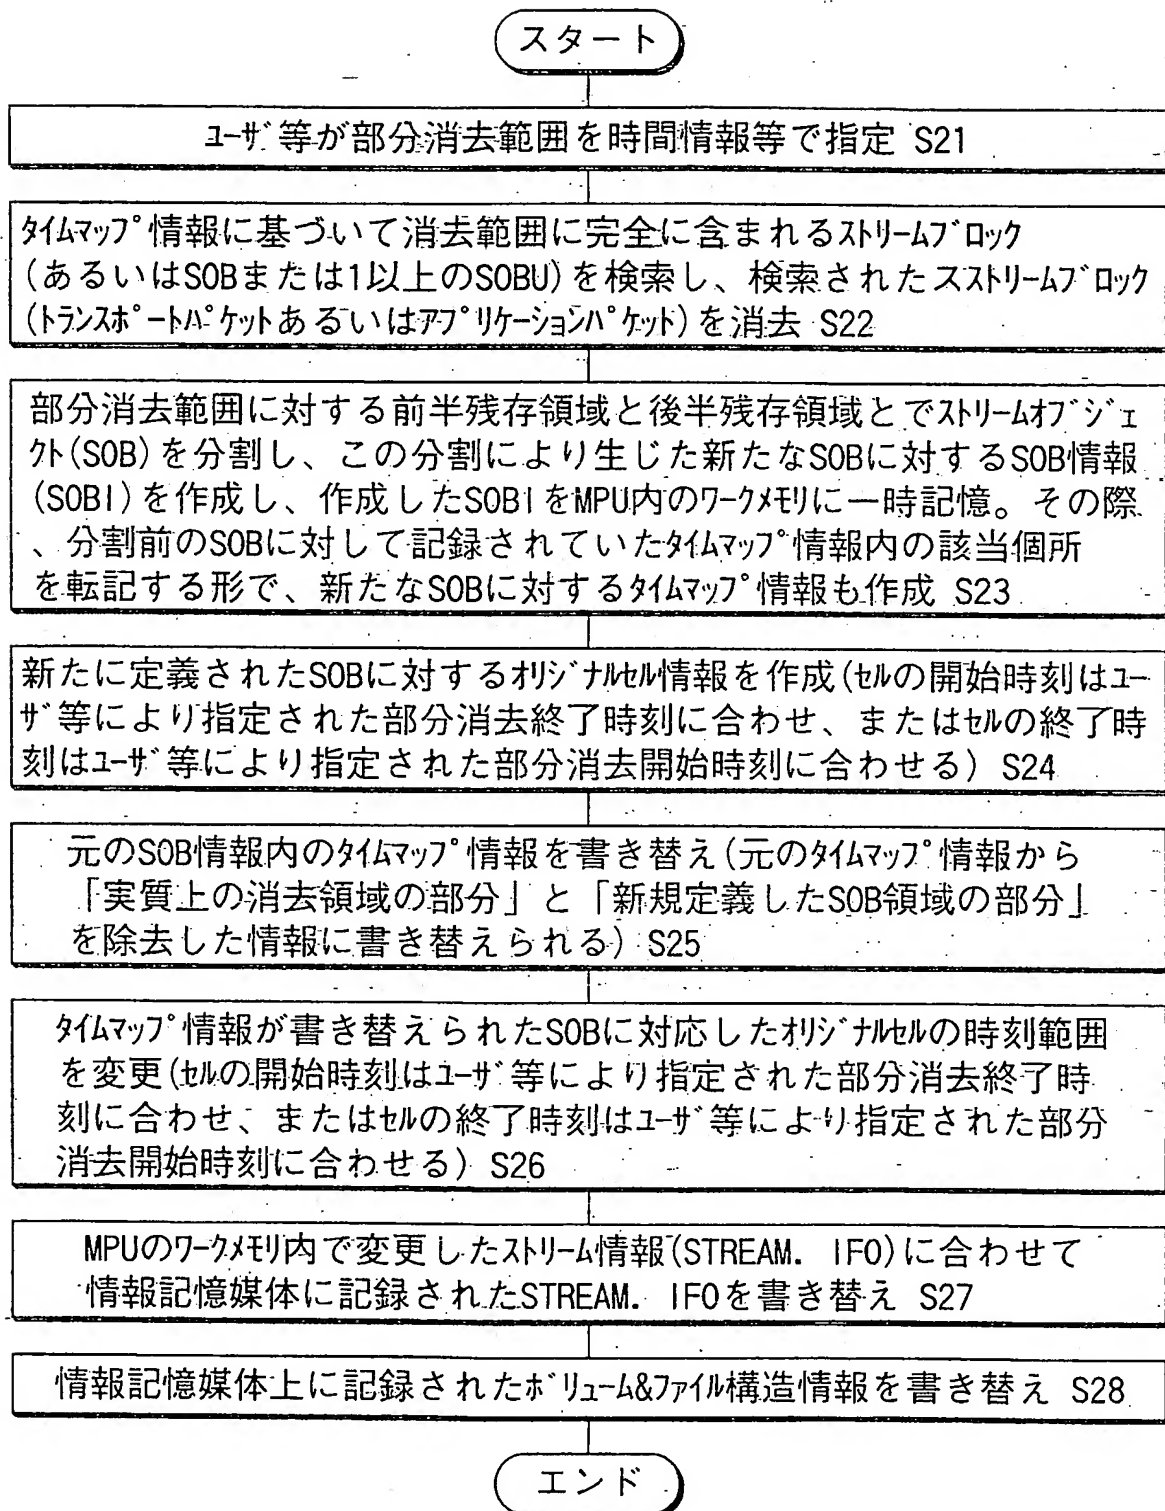 スタート
ユーザ等が部分消去範囲を時間情報等で指定 S21
タイムマップ情報に基づいて消去範囲に完全に含まれるストリームブロック
(あるいはSOBまたは1以上のSOBU)を検索し、検索されたスストリームブロック
(トランスポートパケットあるいはアプリケーションパケッド)を消去 S22
部分消去範囲に対する前半残存領域と後半残存領域とでストリームオブジェ
クト(SOB)を分割し、この分割により生じた新たなSOBに対するSOB情報
(SOBI)を作成し、作成したSOBIをMPU内のワークメモリに一時記憶。その際
、分割前のSOBに対して記録されていたタイムマップ情報内の該当個所
を転記する形で、新たなSOBに対するタイムマップ情報も作成 S23
新たに定義されたSOBに対するオリジナルセル情報を作成(セルの開始時刻はユー
ザ等により指定された部分消去終了時刻に合わせ、またはセルの終了時
刻はユーザ等により指定された部分消去開始時刻に合わせる) S24
元のSOB情報内のタイムマップ情報を書き替え(元のタイムマップ情報から
「実質上の消去領域の部分」と「新規定義したSOB領域の部分」
を除去した情報に書き替えられる) S25
タイムマップ情報が書き替えられたSOBに対応したオリジナルセルの時刻範囲
を変更(セルの開始時刻はユーザ等により指定された部分消去終了時
刻に合わせ、またはセルの終了時刻はユーザ等により指定された部分
消去開始時刻に合わせる) S26
MPUのワークメモリ内で変更したストリーム情報(STREAM. IFO)に合わせて
情報記憶媒体に記録されたSTREAM. IFOを書き替え S27
情報記憶媒体上に記録されたボリューム&ファイル構造情報を書き替え S28
エンド